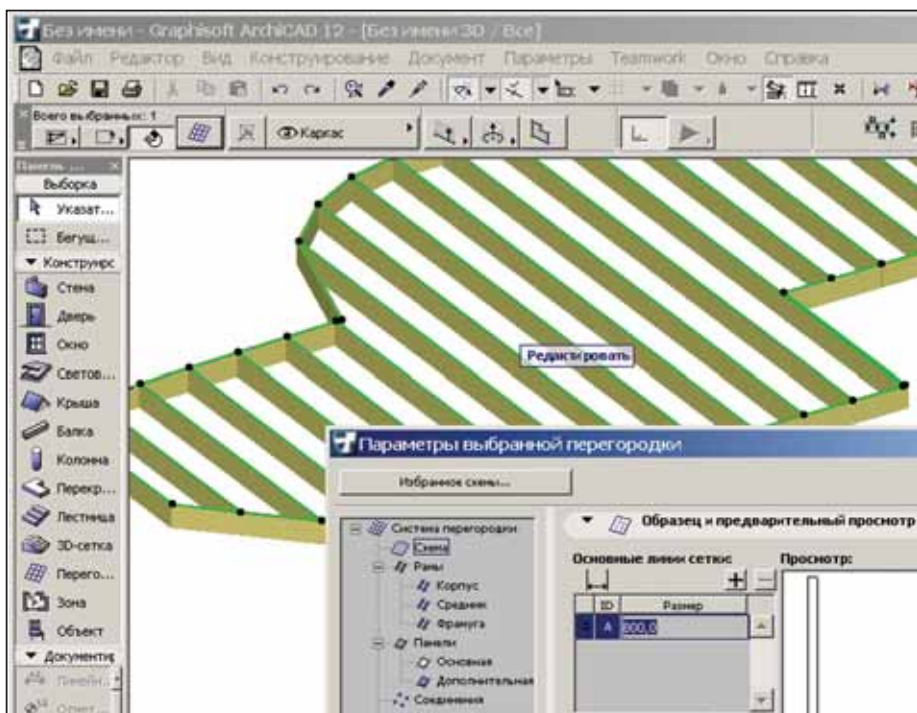 Без имени - Graphisoft ArchiCAD 12 - [Без имени 3D / Все]
Файл Редактор Вид Конструирование Документ Параметры Teamwork Окно Справка
Всего выбранных: 1
Каркас
Панель ...
Выборка
Указат...
Бегущ...
Конструирс
Стена
Дверь
Окно
Светов...
Крыша
Балка
Колонна
Перекр...
Лестница
3D-сетка
Перего...
Зона
Объект
Документир
Линейн...
Редактировать
Параметры выбранной перегородки
Избранное схемы...
Система перегородки
Схема
Рамы
Корпус
Средник
Фрамуга
Панели
Основная
Дополнительная
Соединения
Образец и предварительный просмотр
Основные линии сетки:
Просмотр:
ID Размер
A 800,0